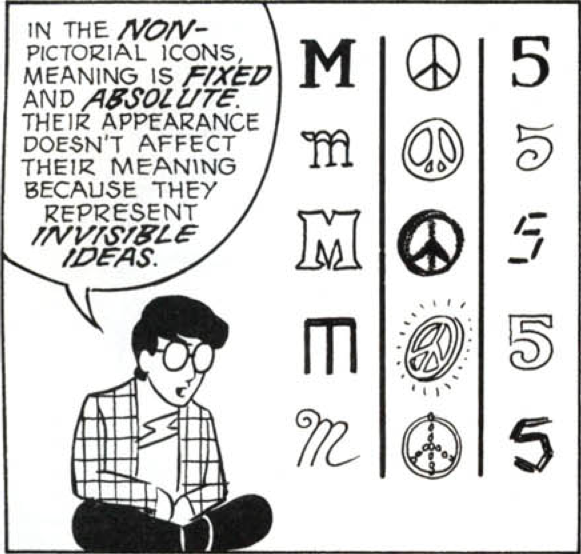 IN THE NON-
PICTORIAL ICONS,
MEANING IS FIXED
AND ABSOLUTE.
THEIR APPEARANCE
DOESN'T AFFECT
THEIR MEANING
BECAUSE THEY
REPRESENT
INVISIBLE
IDEAS.
M 5
m 5
M 5
m 5
m 5